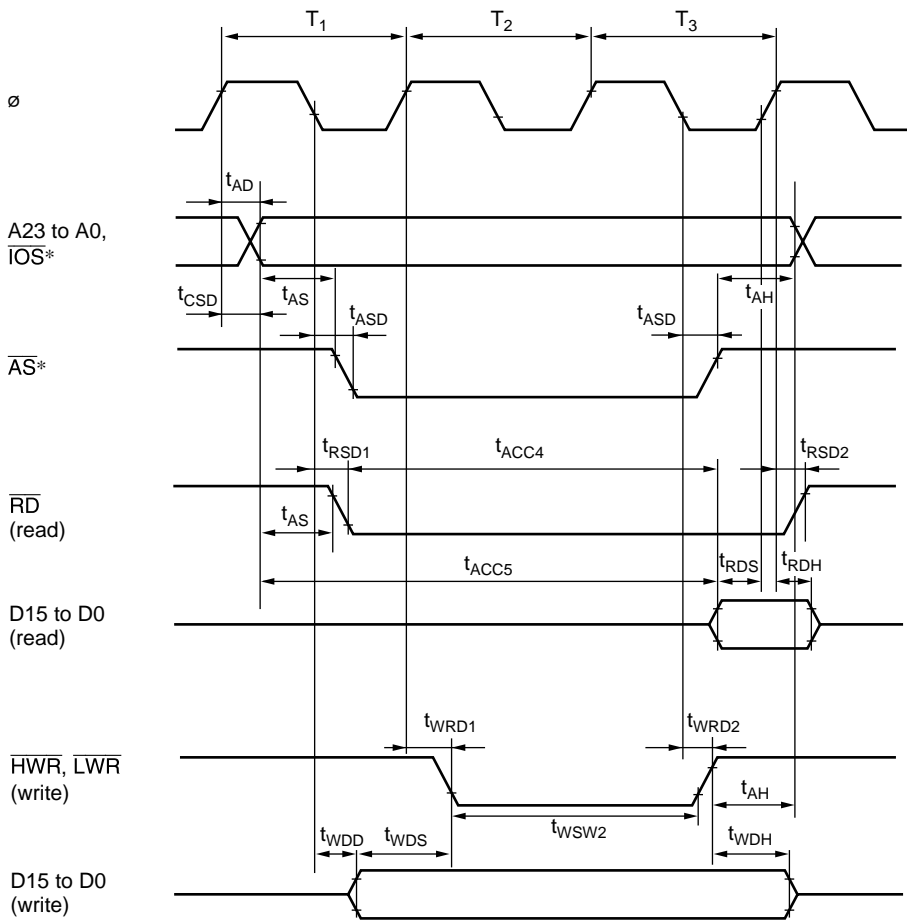 T1 T2 T3
ø
tAD
A23 to A0,
IOS*
tCSD tAS tAH
tASD tASD
AS*
tRSD1 tACC4 tRSD2
RD
(read)
tAS
tACC5 tRDS tRDH
D15 to D0
(read)
tWRD1 tWRD2
HWR, LWR
(write)
tAH
tWSW2
tWDD tWDS tWDH
D15 to D0
(write)